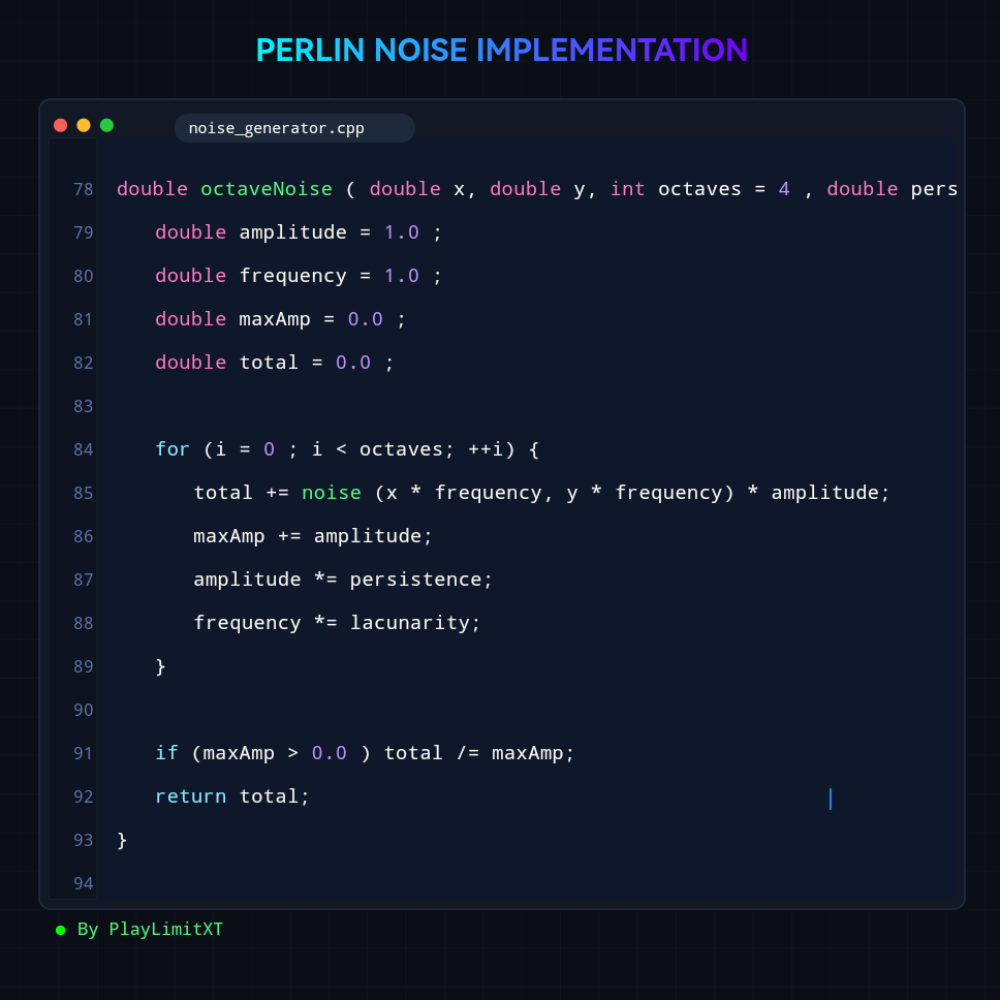 PERLIN NOISE IMPLEMENTATION
noise_generator.cpp
78 double octaveNoise ( double x, double y, int octaves = 4 , double pers
79 double amplitude = 1.0 ;
80 double frequency = 1.0 ;
81 double maxAmp = 0.0 ;
82 double total = 0.0 ;
83
84 for (i = 0 ; i < octaves; ++i) {
85 total += noise (x * frequency, y * frequency) * amplitude;
86 maxAmp += amplitude;
87 amplitude *= persistence;
88 frequency *= lacunarity;
89 }
90
91 if (maxAmp > 0.0 ) total /= maxAmp;
92 return total;
93 }
94
By PlayLimitXT